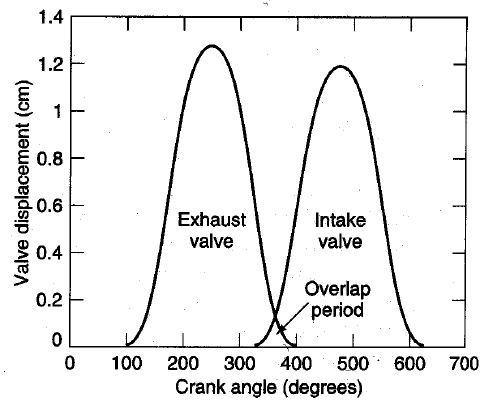 1.4
1.2
1
0.8
0.6
0.4
0.2
0
Valve displacement (cm)
Exhaust
valve
Intake
valve
Overlap
period
0 100 200 300 400 500 600 700
Crank angle (degrees)